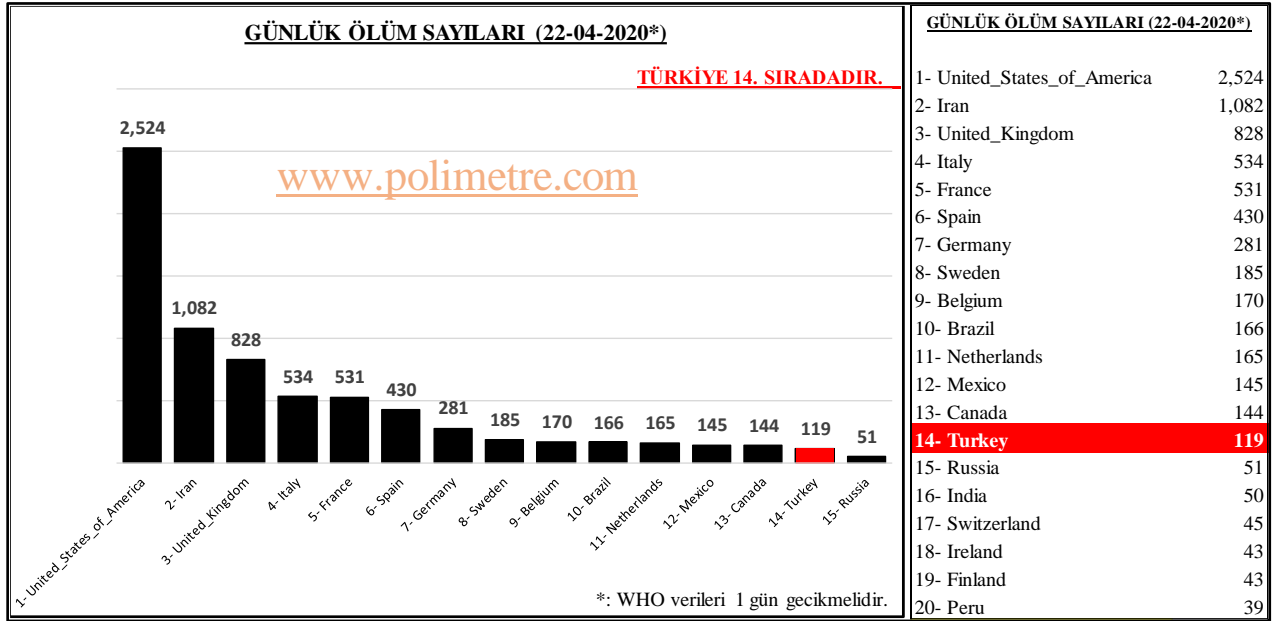 GÜNLÜK ÖLÜM SAYILARI (22-04-2020*)
TÜRKİYE 14. SIRADADIR.
www.polimetre.com
2,524
1,082
828
534
531
430
281
185
170
166
165
145
144
119
51
1- United_States_of_America
2- Iran
3- United_Kingdom
4- Italy
5- France
6- Spain
7- Germany
8- Sweden
9- Belgium
10- Brazil
11- Netherlands
12- Mexico
13- Canada
14- Turkey
15- Russia
*: WHO verileri 1 gün gecikmelidir.
GÜNLÜK ÖLÜM SAYILARI (22-04-2020*)
1- United_States_of_America 2,524
2- Iran 1,082
3- United_Kingdom 828
4- Italy 534
5- France 531
6- Spain 430
7- Germany 281
8- Sweden 185
9- Belgium 170
10- Brazil 166
11- Netherlands 165
12- Mexico 145
13- Canada 144
14- Turkey 119
15- Russia 51
16- India 50
17- Switzerland 45
18- Ireland 43
19- Finland 43
20- Peru 39